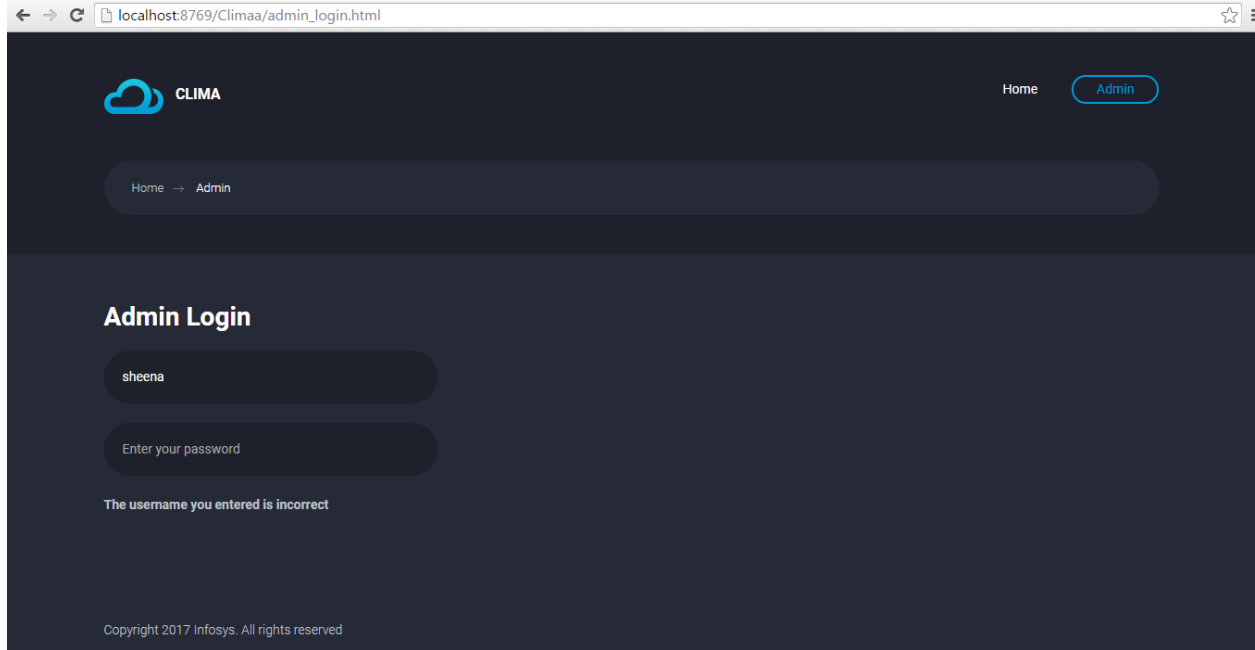 localhost:8769/Climaa/admin_login.html
CLIMA
Home
Admin
Home → Admin
Admin Login
sheena
Enter your password
The username you entered is incorrect
Copyright 2017 Infosys. All rights reserved